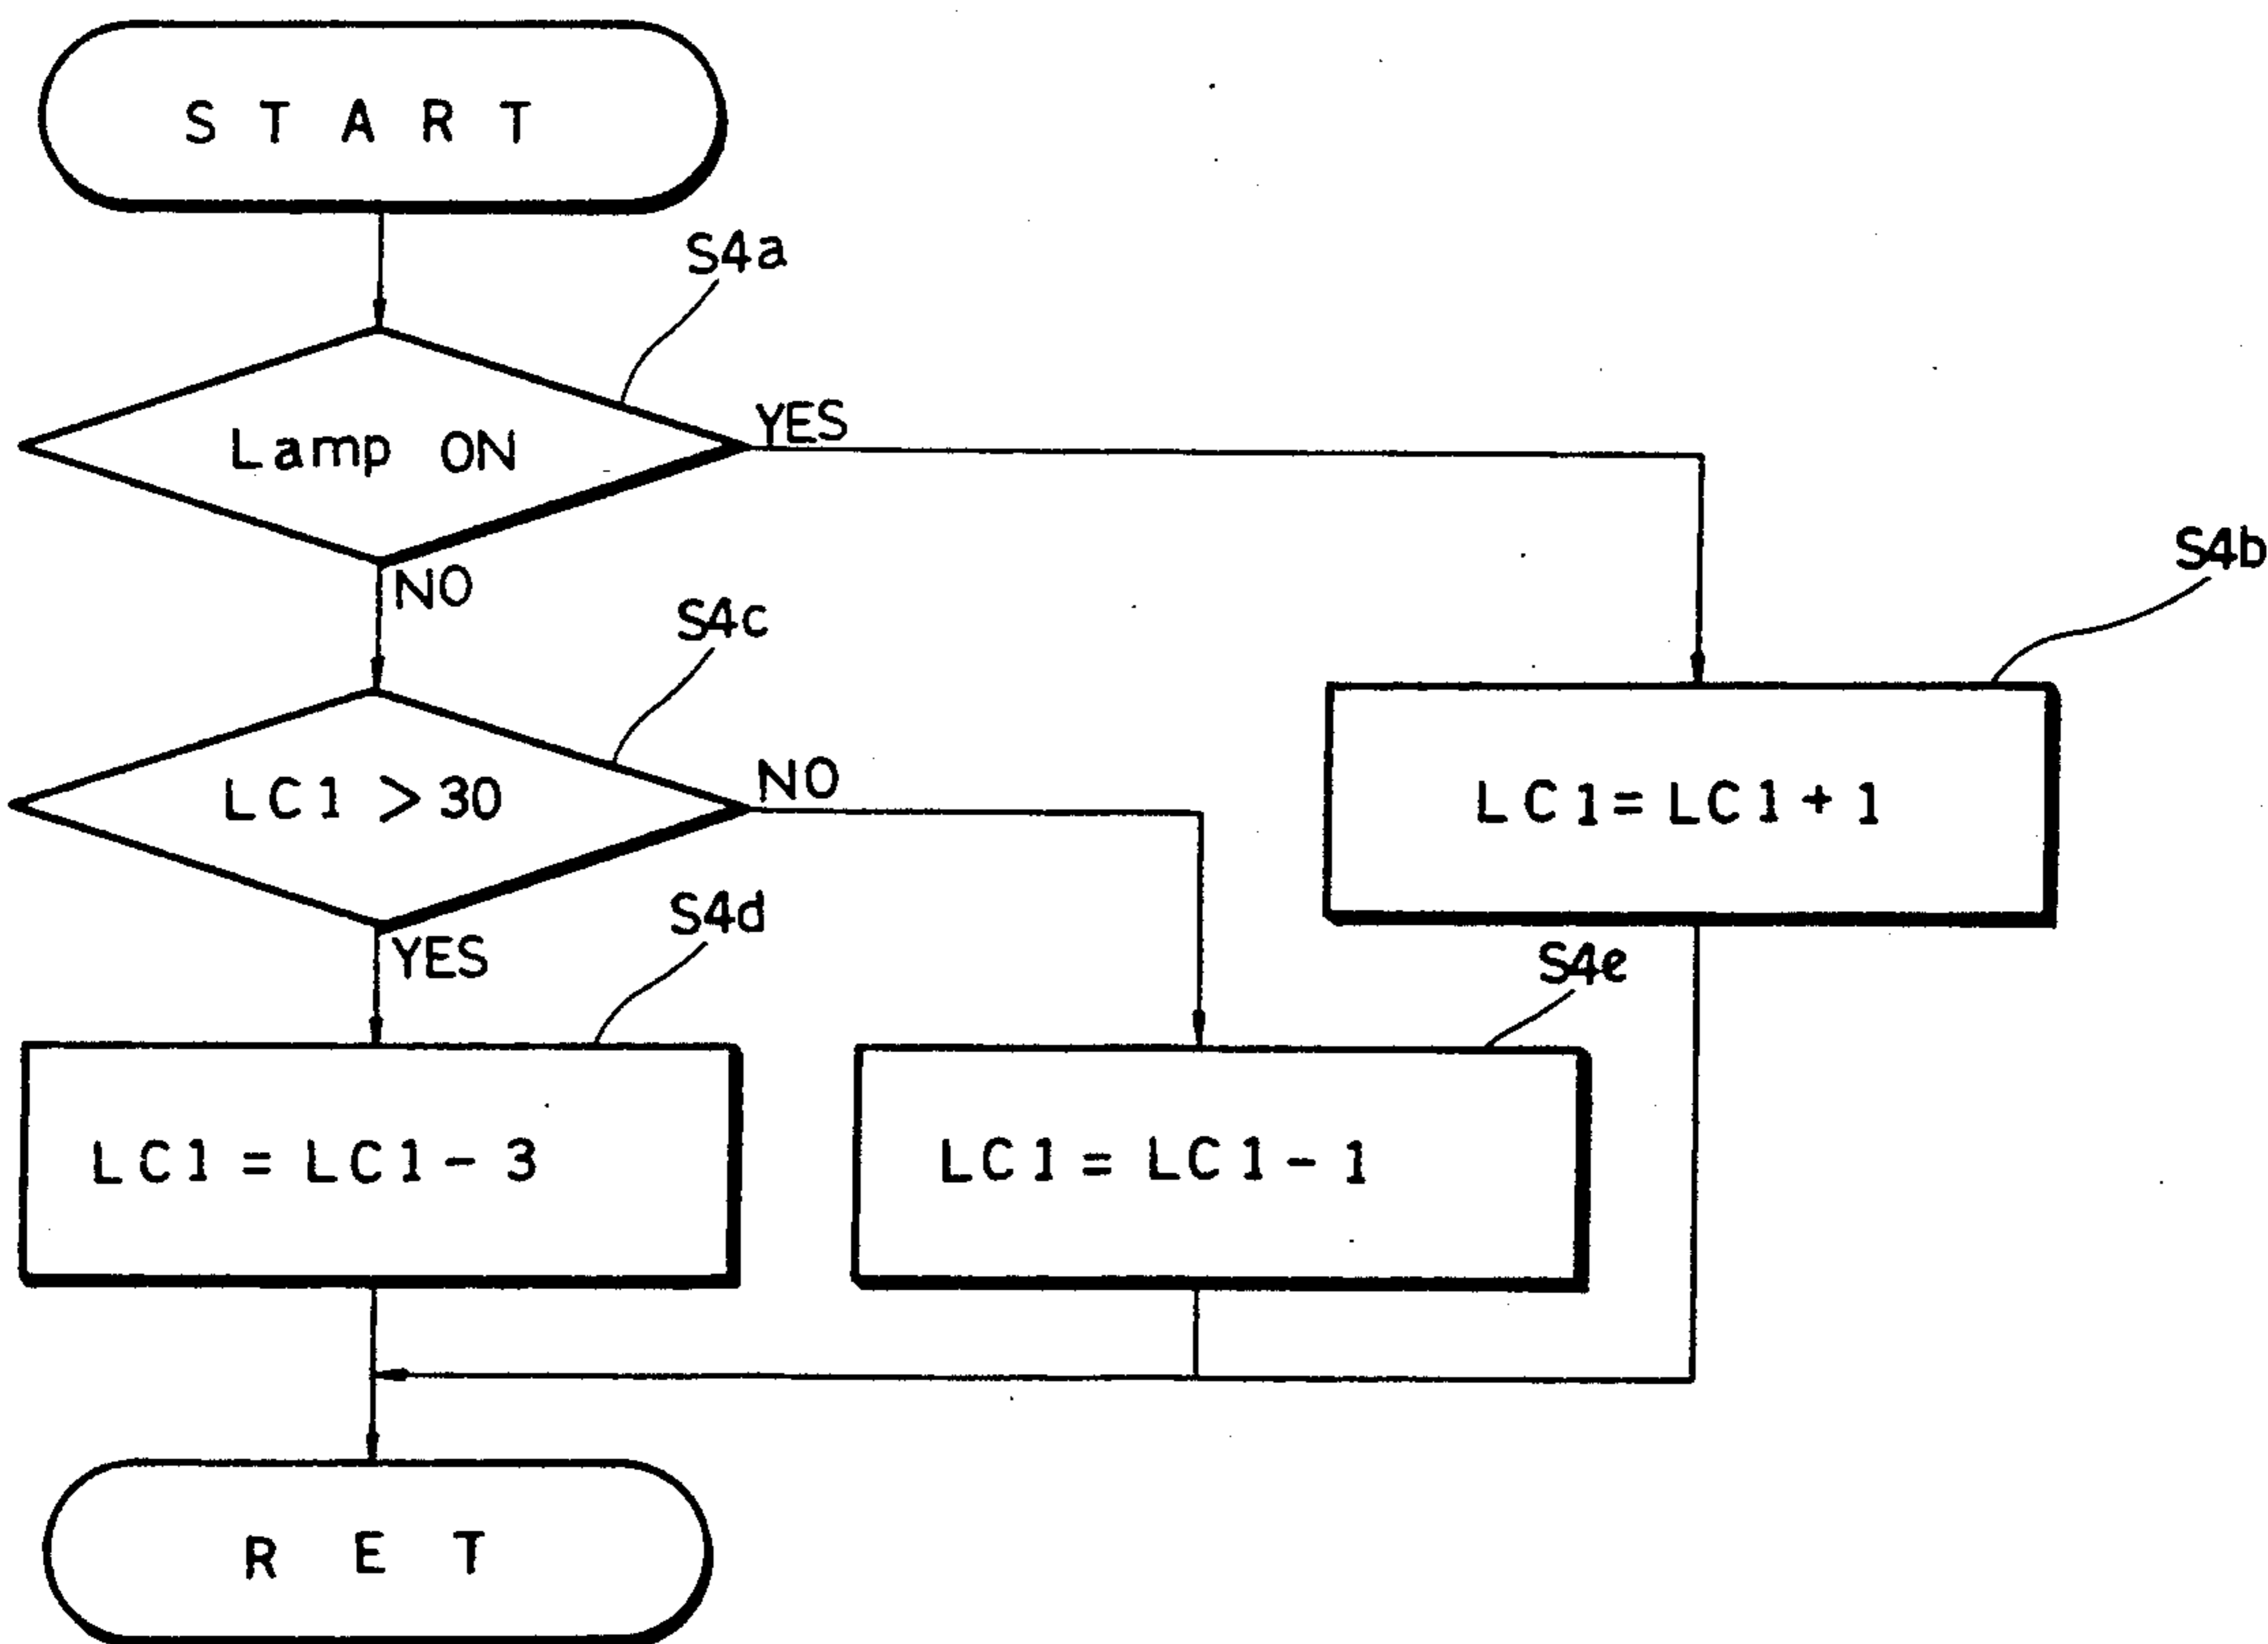 START
S4a
Lamp ON
YES
NO
S4b
S4c
LC1 > 30
NO
LC1 = LC1 + 1
YES
S4d
S4e
LC1 = LC1 - 3
LC1 = LC1 - 1
RET